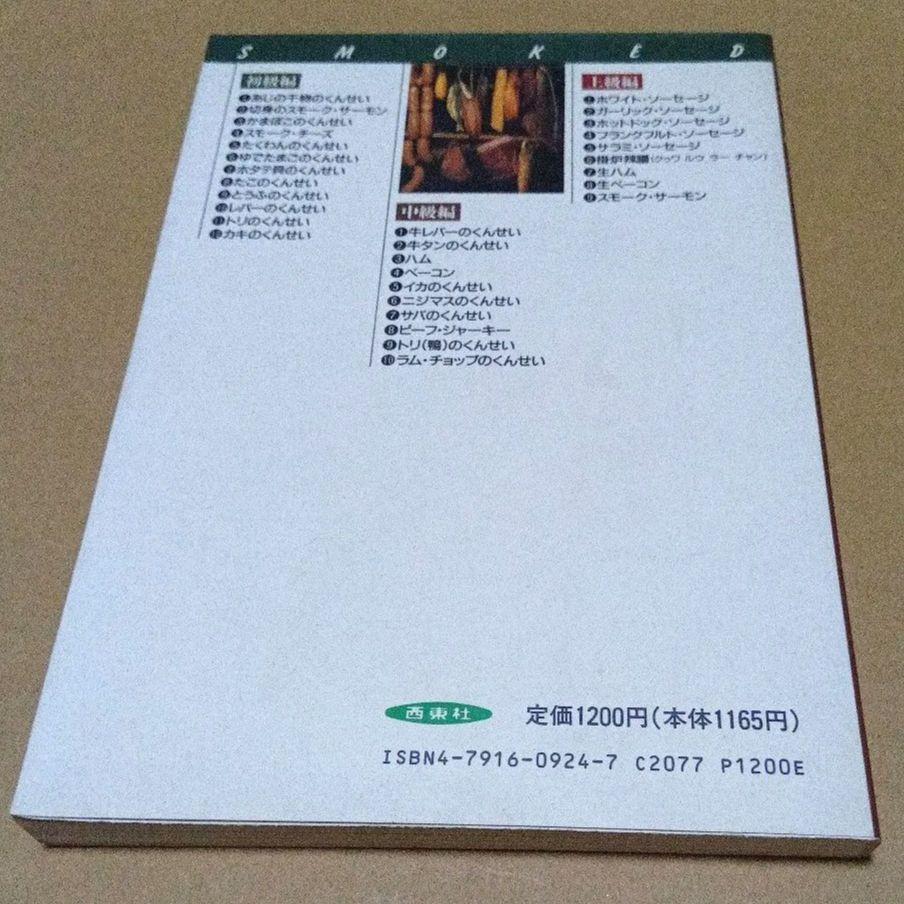 SMOKED
初級編
❶あじの干物のくんせい
❷切身のスモーク・サーモン
❸かまぼこのくんせい
❹スモーク・チーズ
❺たくわんのくんせい
❻ゆでたまごのくんせい
❼ホタテ貝のくんせい
❽たこのくんせい
❾とうふのくんせい
❿レバーのくんせい
⓫トリのくんせい
⓬カキのくんせい
中級編
❶牛レバーのくんせい
❷牛タンのくんせい
❸ハム
❹ベーコン
❺イカのくんせい
❻ニジマスのくんせい
❼サバのくんせい
❽ビーフ・ジャーキー
❾トリ(鴨)のくんせい
❿ラム・チョップのくんせい
上級編
❶ホワイト・ソーセージ
❷ガーリック・ソーセージ
❸ホットドッグ・ソーセージ
❹フランクフルト・ソーセージ
❺サラミ・ソーセージ
❻掛炉辣腸(クゥワ ルウ ラー チャン)
❼生ハム
❽生ベーコン
❾スモーク・サーモン
西東社
定価1200円(本体1165円)
ISBN4-7916-0924-7 C2077 P1200E